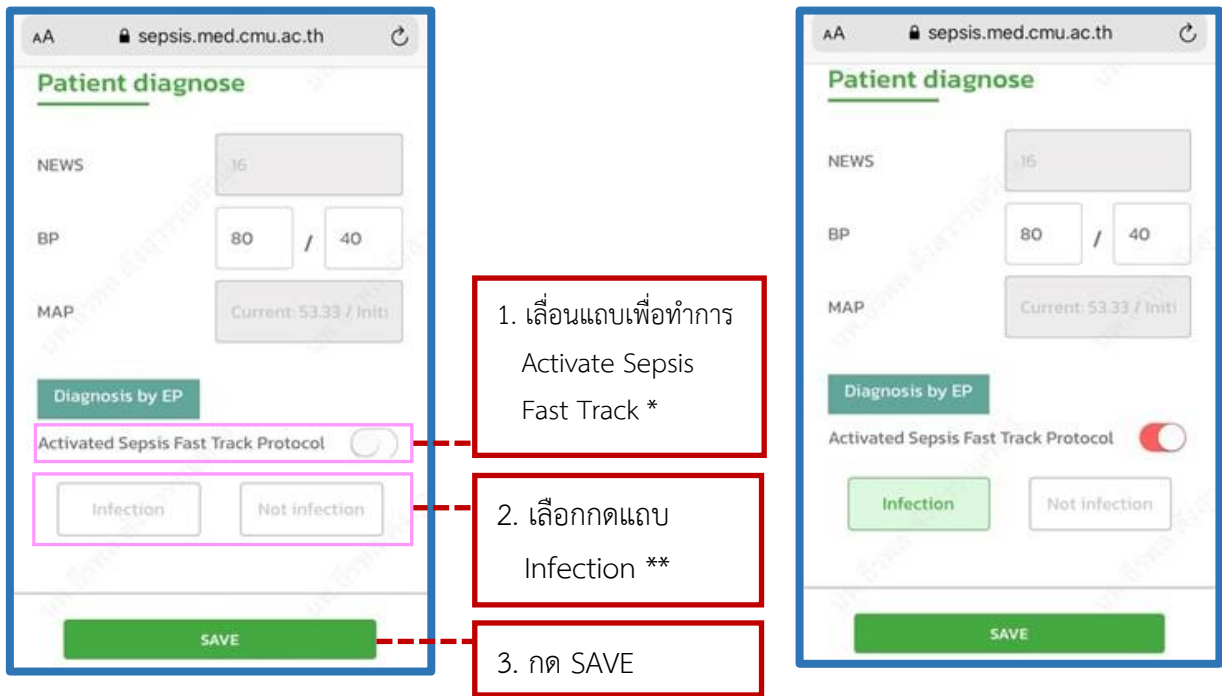 AA sepsis.med.cmu.ac.th
Patient diagnose
NEWS 16
BP 80 / 40
MAP Current: 53.33 / Initi
Diagnosis by EP
Activated Sepsis Fast Track Protocol
Infection Not infection
SAVE
1. เลื่อนแถบเพื่อทำการ
Activate Sepsis
Fast Track *
2. เลือกกดแถบ
Infection **
3. กด SAVE
AA sepsis.med.cmu.ac.th
Patient diagnose
NEWS 16
BP 80 / 40
MAP Current: 53.33 / Initi
Diagnosis by EP
Activated Sepsis Fast Track Protocol
Infection Not infection
SAVE